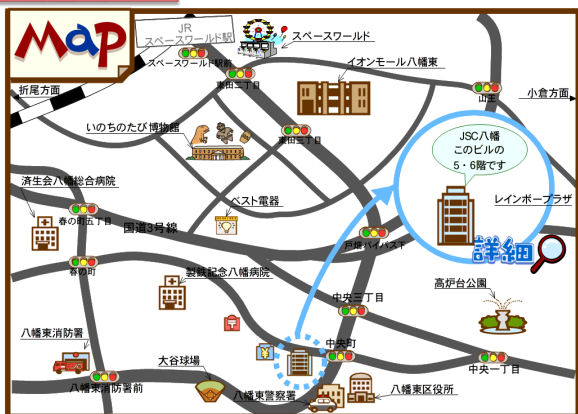 Map
JR
スペースワールド駅
スペースワールド
スペースワールド駅前
イオンモール八幡東
折尾方面
東田二丁目
山王
小倉方面
いのちのたび博物館
東田三丁目
JSC八幡
このビルの
5・6階です
済生会八幡総合病院
ベスト電器
レインボープラザ
春の町五丁目
国道3号線
戸畑バイパス下
詳細
春の町
製鉄記念八幡病院
高炉台公園
中央三丁目
八幡東消防署
大谷球場
中央町
中央一丁目
八幡東消防署前
八幡東警察署
八幡東区役所